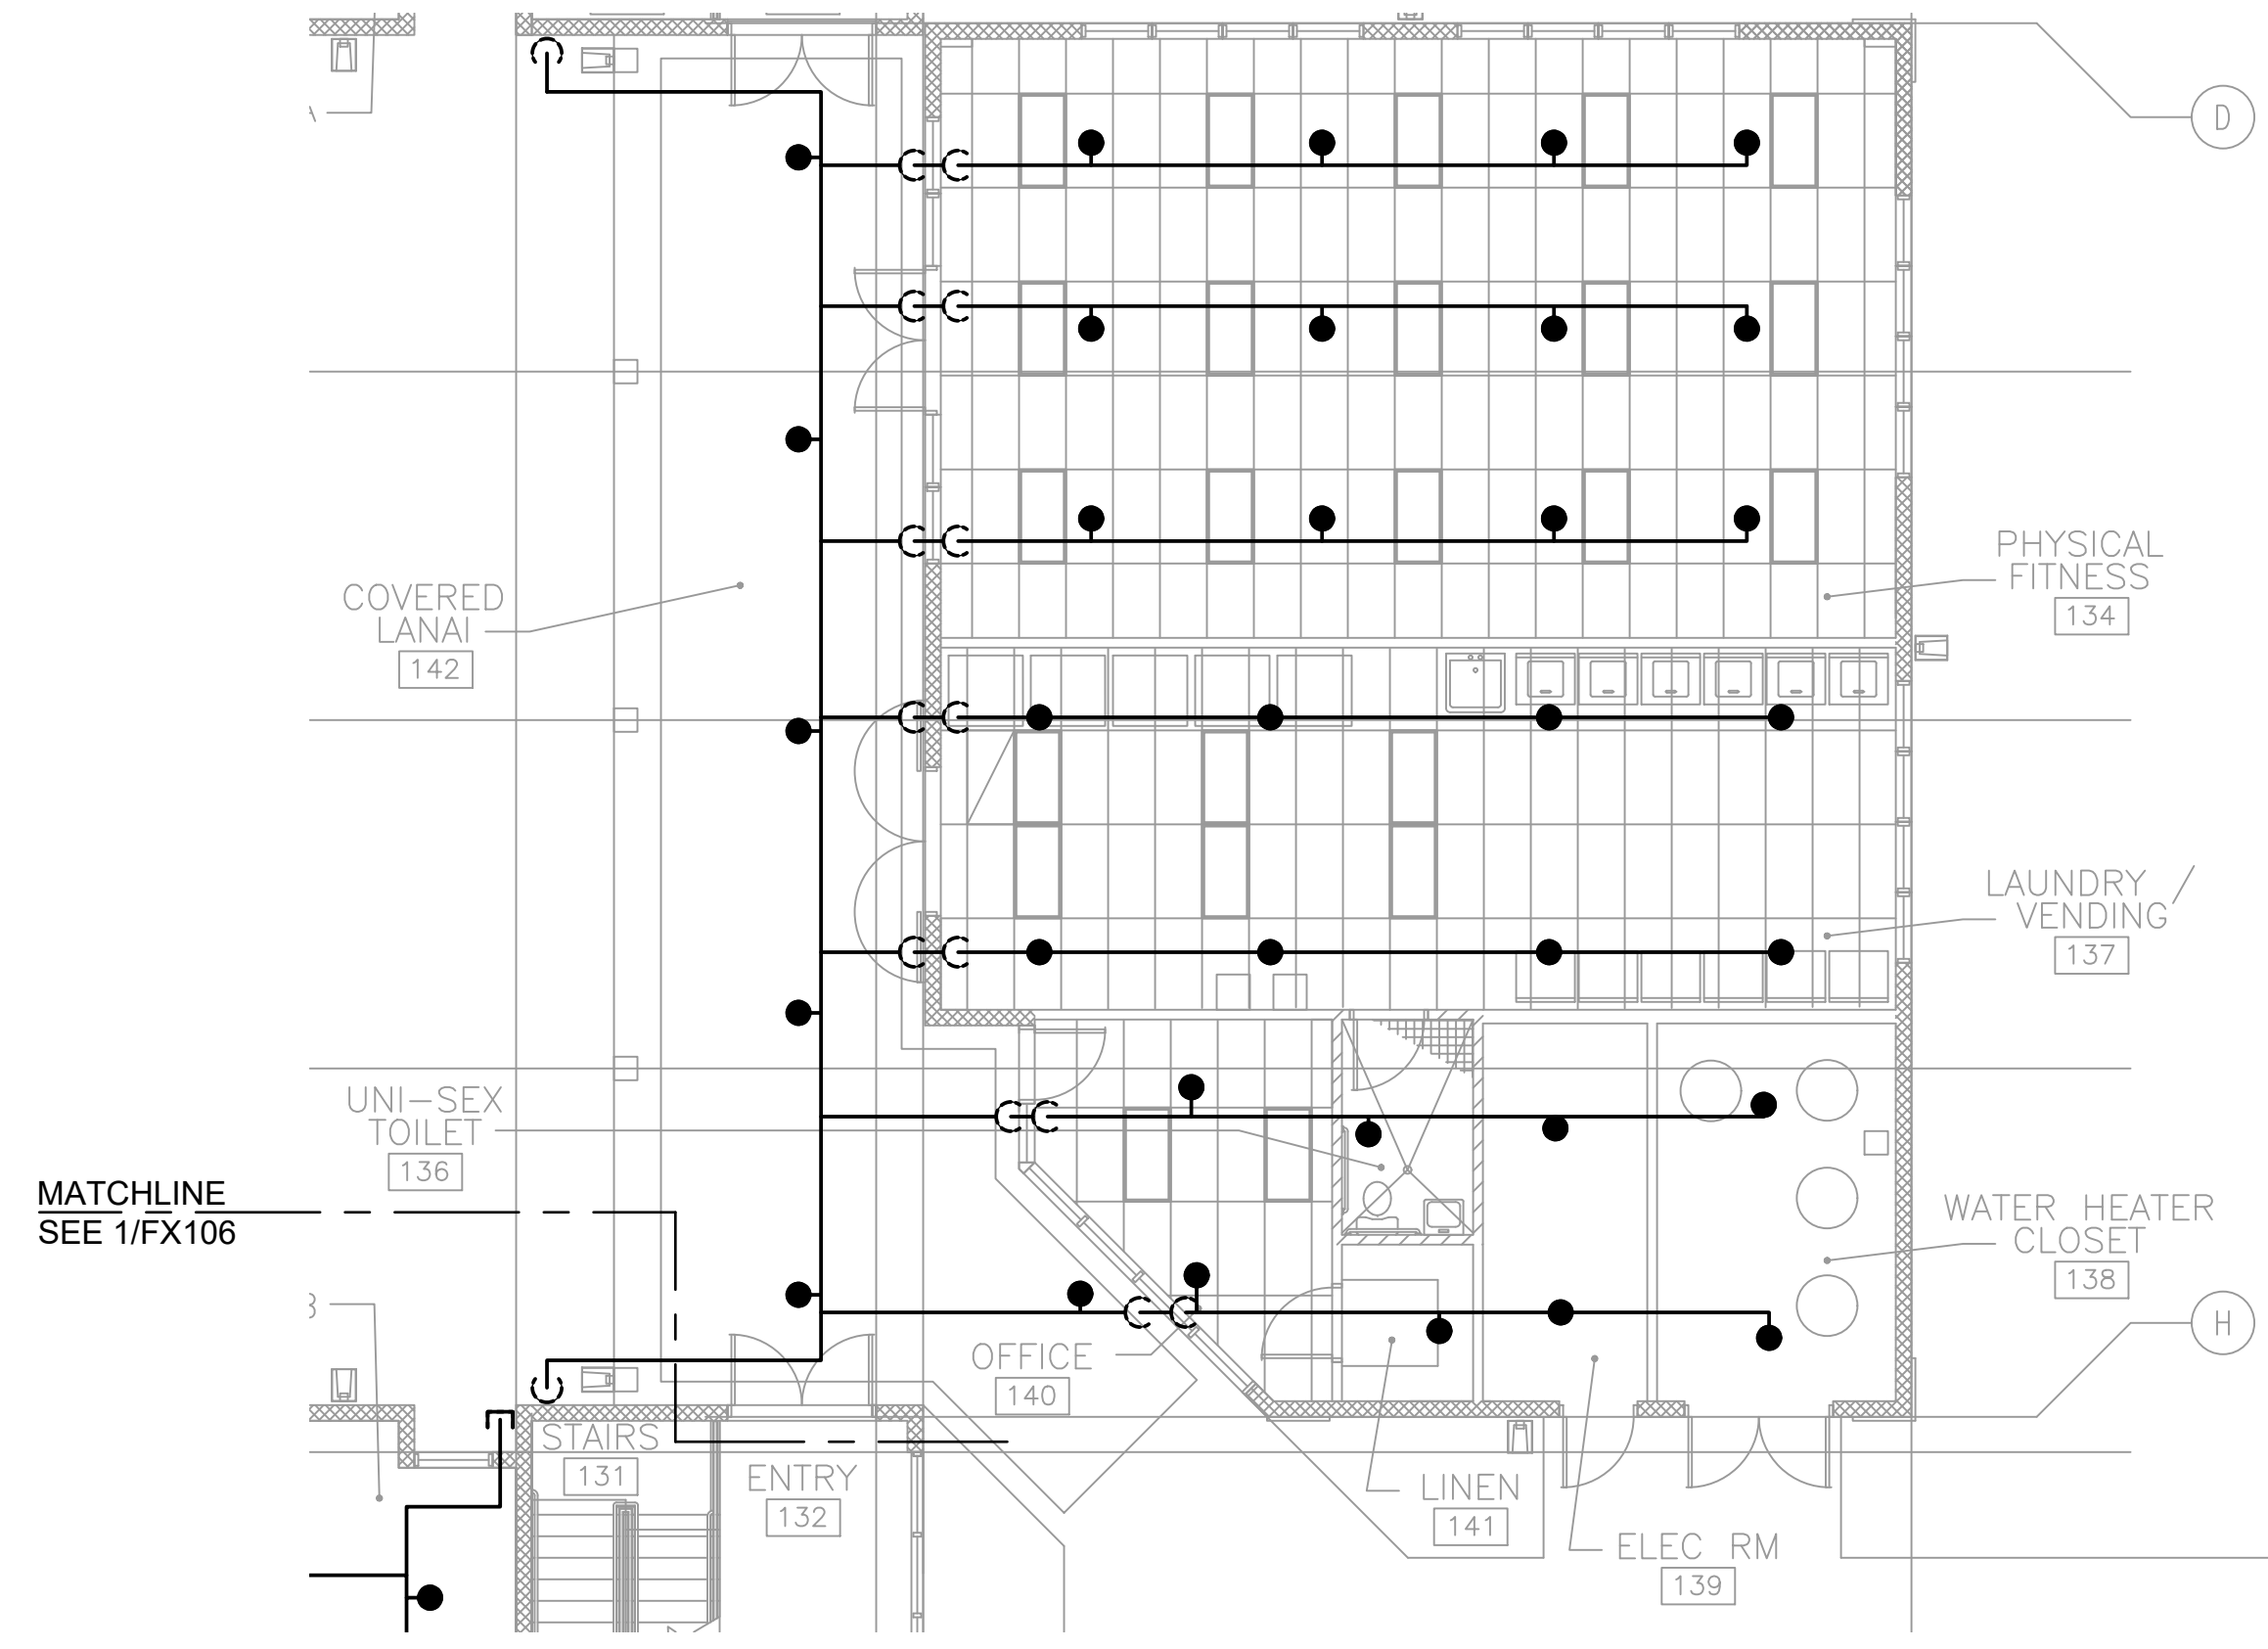 D
PHYSICAL
FITNESS
134
COVERED
LANAI
142
LAUNDRY /
VENDING
137
UNI-SEX
TOILET
136
MATCHLINE
SEE 1/FX106
WATER HEATER
CLOSET
138
H
OFFICE
140
STAIRS
131
ENTRY
132
LINEN
141
ELEC RM
139